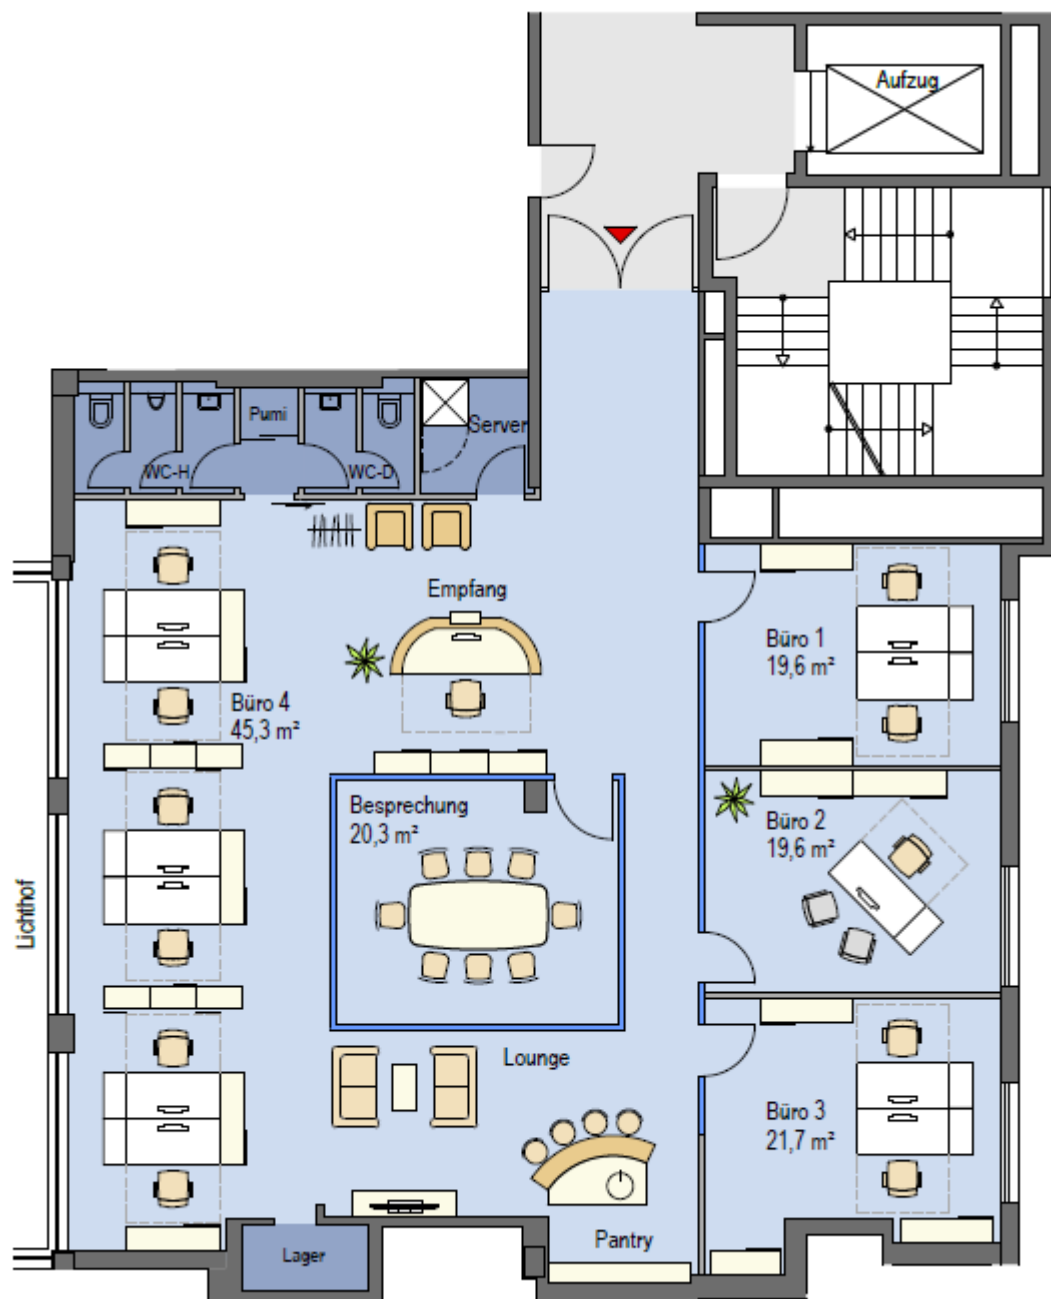 Aufzug
Pumi
Server
WC-H
WC-D
Empfang
Büro 1
19,6 m²
Büro 4
45,3 m²
Besprechung
20,3 m²
Büro 2
19,6 m²
Lichthof
Lounge
Büro 3
21,7 m²
Pantry
Lager